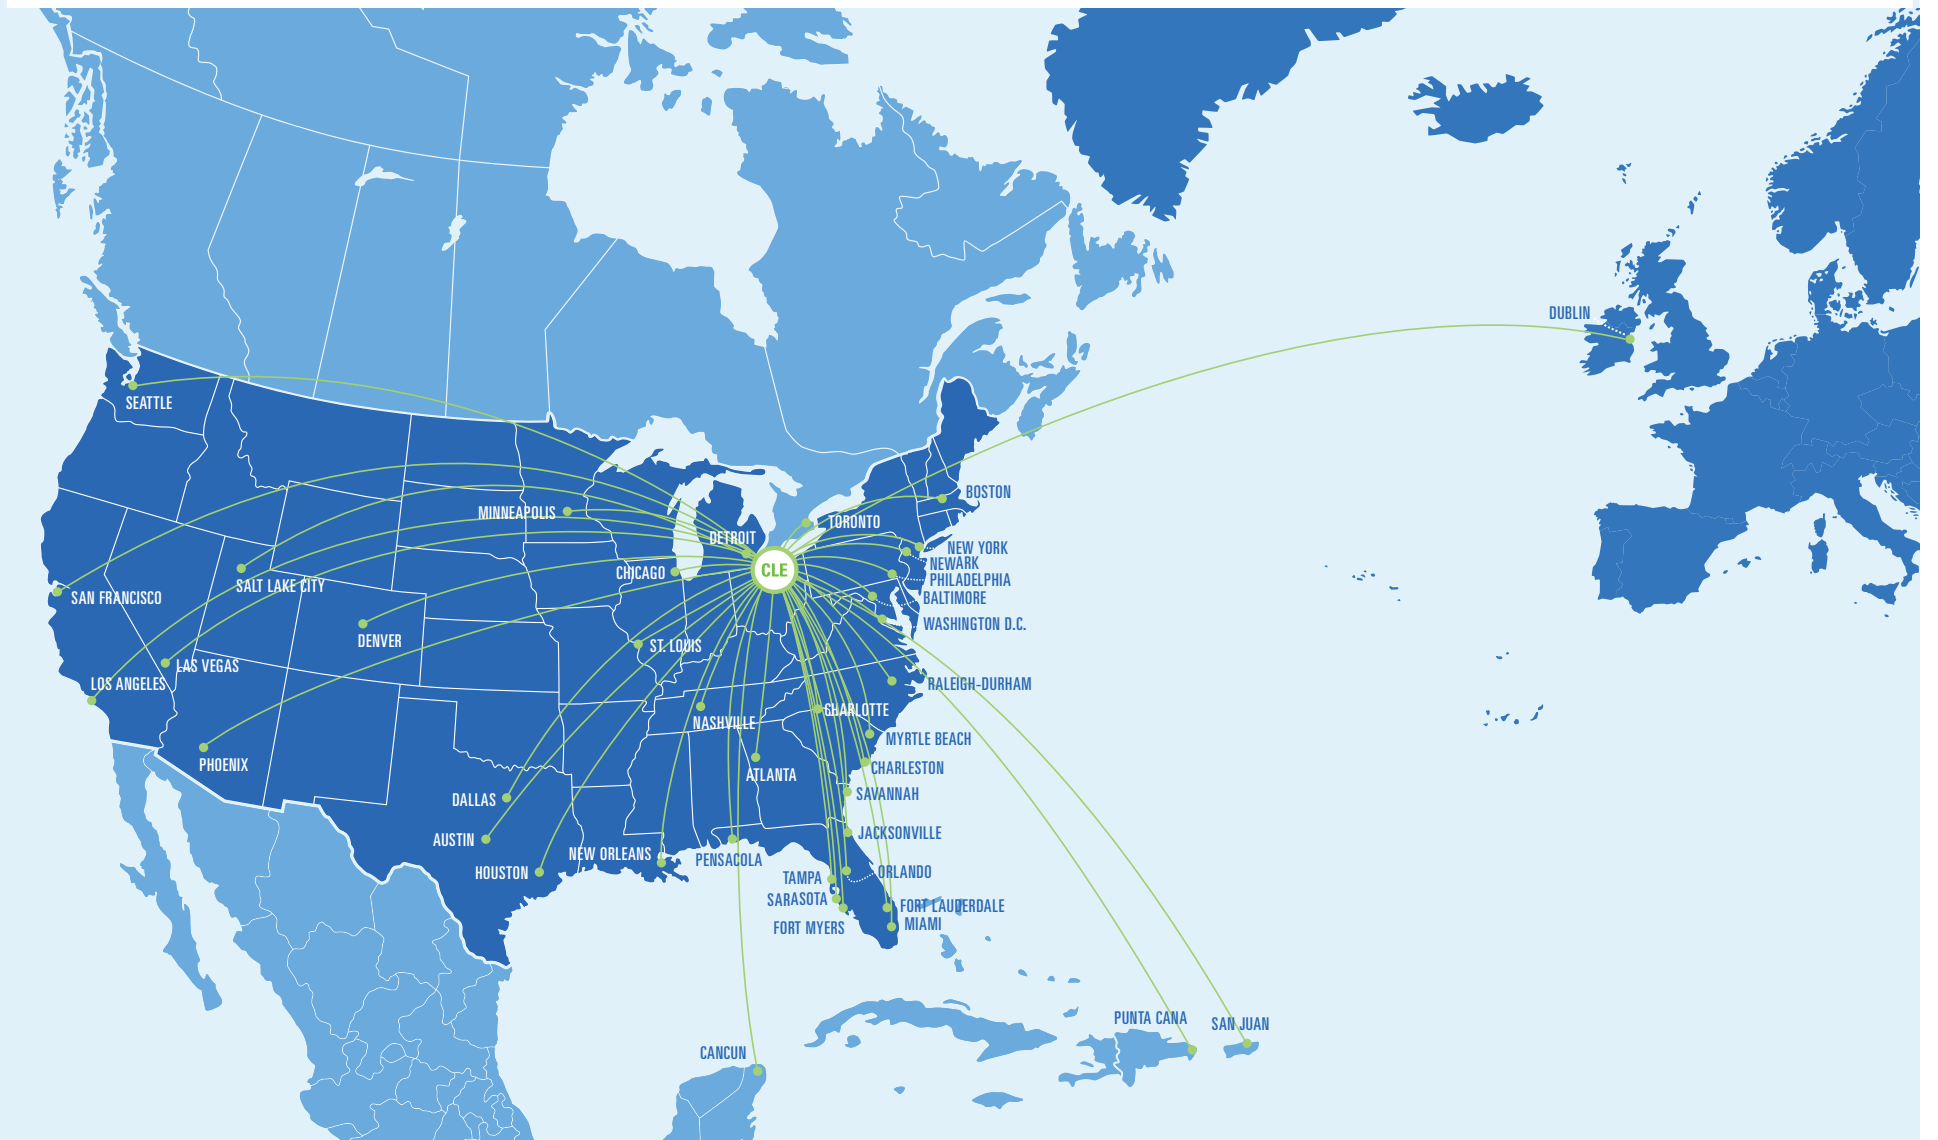 DUBLIN
SEATTLE
BOSTON
MINNEAPOLIS
TORONTO
DETROIT
NEW YORK
NEWARK
CHICAGO
CLE
PHILADELPHIA
SALT LAKE CITY
SAN FRANCISCO
BALTIMORE
WASHINGTON D.C.
DENVER
ST. LOUIS
LAS VEGAS
LOS ANGELES
RALEIGH-DURHAM
CHARLOTTE
NASHVILLE
MYRTLE BEACH
PHOENIX
CHARLESTON
ATLANTA
SAVANNAH
DALLAS
JACKSONVILLE
AUSTIN
NEW ORLEANS
PENSACOLA
HOUSTON
ORLANDO
TAMPA
SARASOTA
FORT LAUDERDALE
MIAMI
FORT MYERS
PUNTA CANA
SAN JUAN
CANCUN